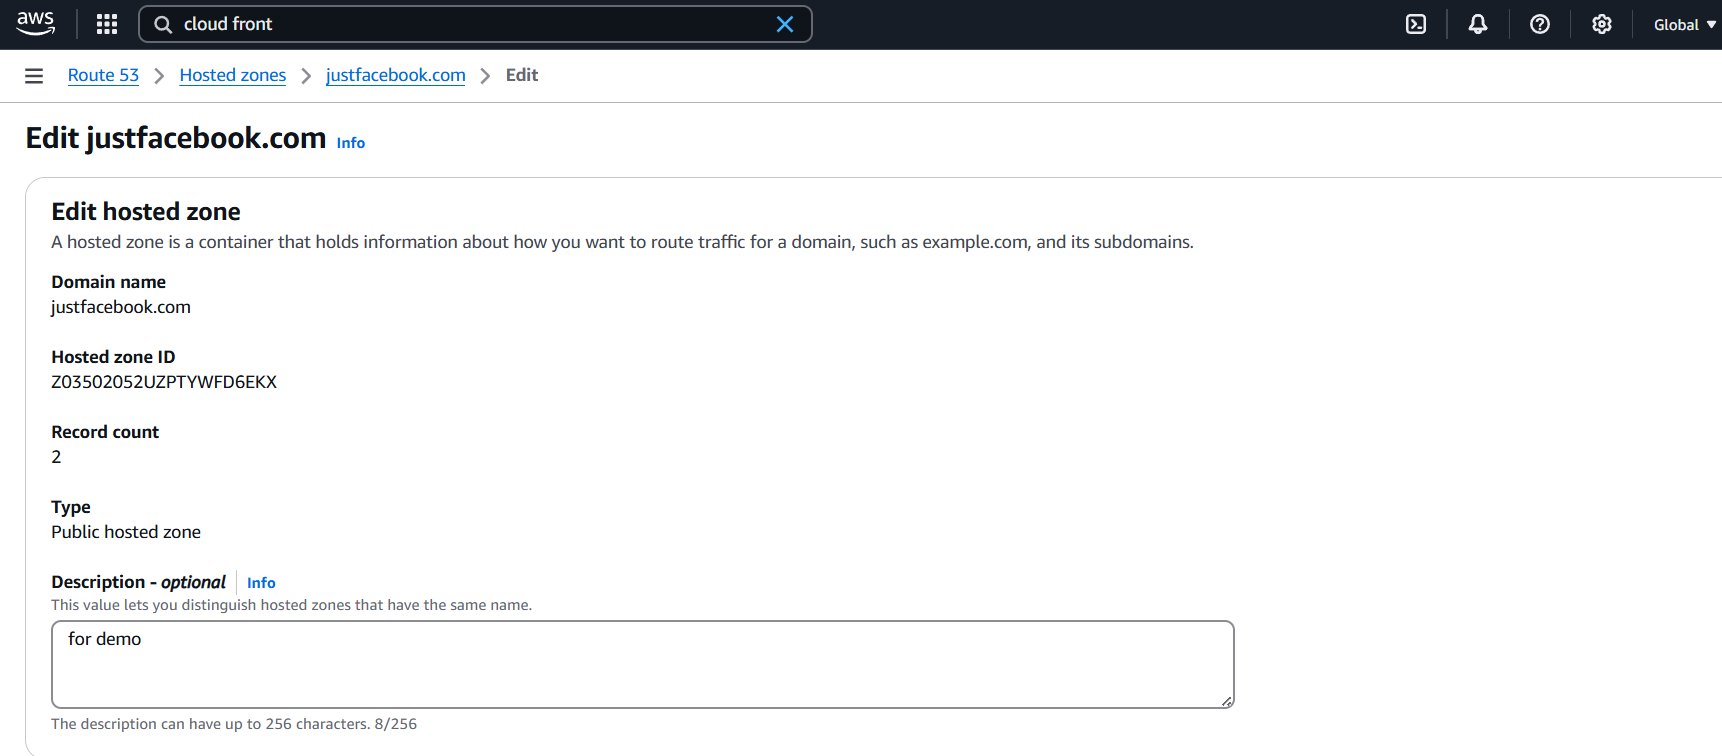 aws
cloud front
Global
Route 53 Hosted zones justfacebook.com Edit
Edit justfacebook.com Info
Edit hosted zone
A hosted zone is a container that holds information about how you want to route traffic for a domain, such as example.com, and its subdomains.
Domain name
justfacebook.com
Hosted zone ID
Z03502052UZPTYWFD6EKX
Record count
2
Type
Public hosted zone
Description - optional Info
This value lets you distinguish hosted zones that have the same name.
for demo
The description can have up to 256 characters. 8/256